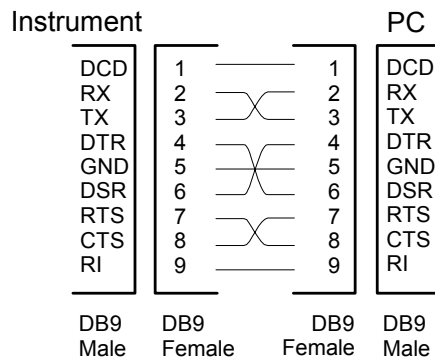 Instrument PC
DCD 1 1 DCD
RX 2 2 RX
TX 3 3 TX
DTR 4 4 DTR
GND 5 5 GND
DSR 6 6 DSR
RTS 7 7 RTS
CTS 8 8 CTS
RI 9 9 RI
DB9 DB9 DB9 DB9
Male Female Female Male